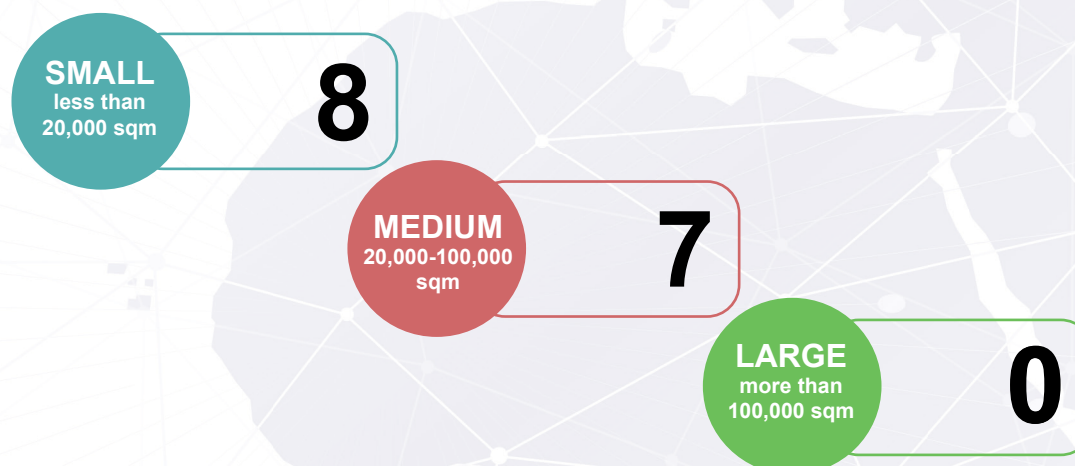 SMALL
less than
20,000 sqm
8
MEDIUM
20,000-100,000
sqm
7
LARGE
more than
100,000 sqm
0